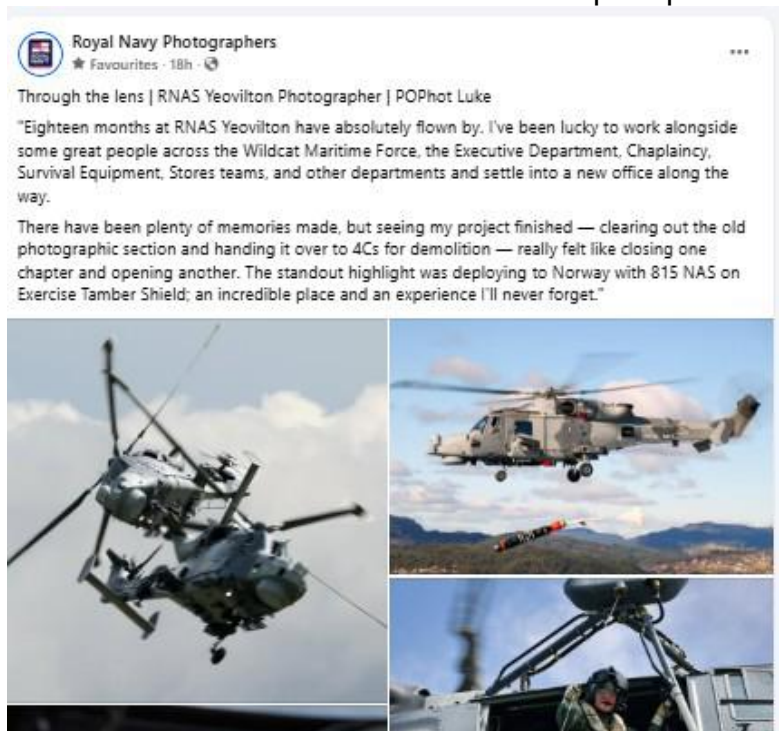 Royal Navy Photographers
Favourites · 18h ·
Through the lens | RNAS Yeovilton Photographer | POPhot Luke
"Eighteen months at RNAS Yeovilton have absolutely flown by. I've been lucky to work alongside
some great people across the Wildcat Maritime Force, the Executive Department, Chaplaincy,
Survival Equipment, Stores teams, and other departments and settle into a new office along the
way.
There have been plenty of memories made, but seeing my project finished — clearing out the old
photographic section and handing it over to 4Cs for demolition — really felt like closing one
chapter and opening another. The standout highlight was deploying to Norway with 815 NAS on
Exercise Tamber Shield; an incredible place and an experience I'll never forget."